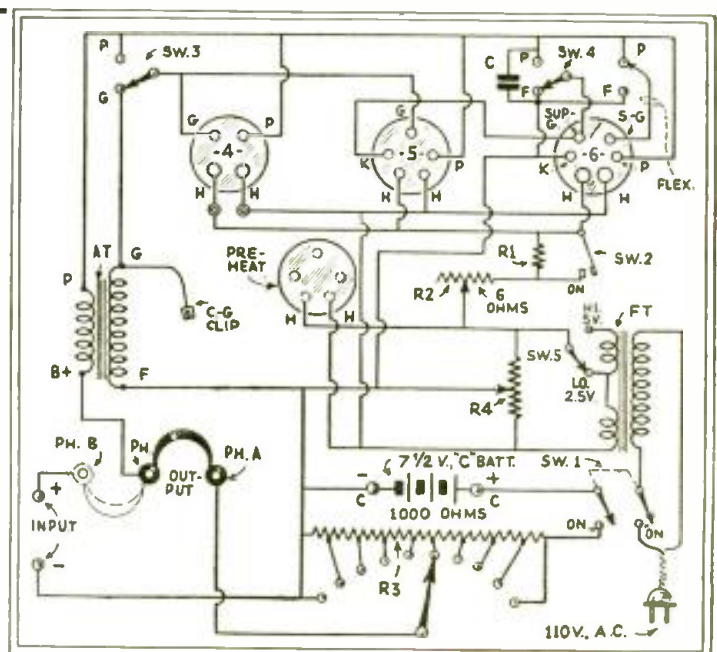 P
SW.3
G
C
P
SW.4
P
F
F
SUP-
G
S-G
G
P
-4-
H
H
G
K
-5-
P
H
H
K
-6-
P
H
H
FLEX.
AT
P
G
C-G
CLIP
B+
F
PRE-
HEAT
H
H
R1
R2
6
OHMS
SW.2
ON
FT
SW.5
LO.
2.5V.
R4
PH. B
PH
OUT-
PUT
PH. A
+
INPUT
-
- 7 1/2 V., "C" BATT. +
C
C
1000 OHMS
SW.1
ON
ON
R3
110V., A.C.